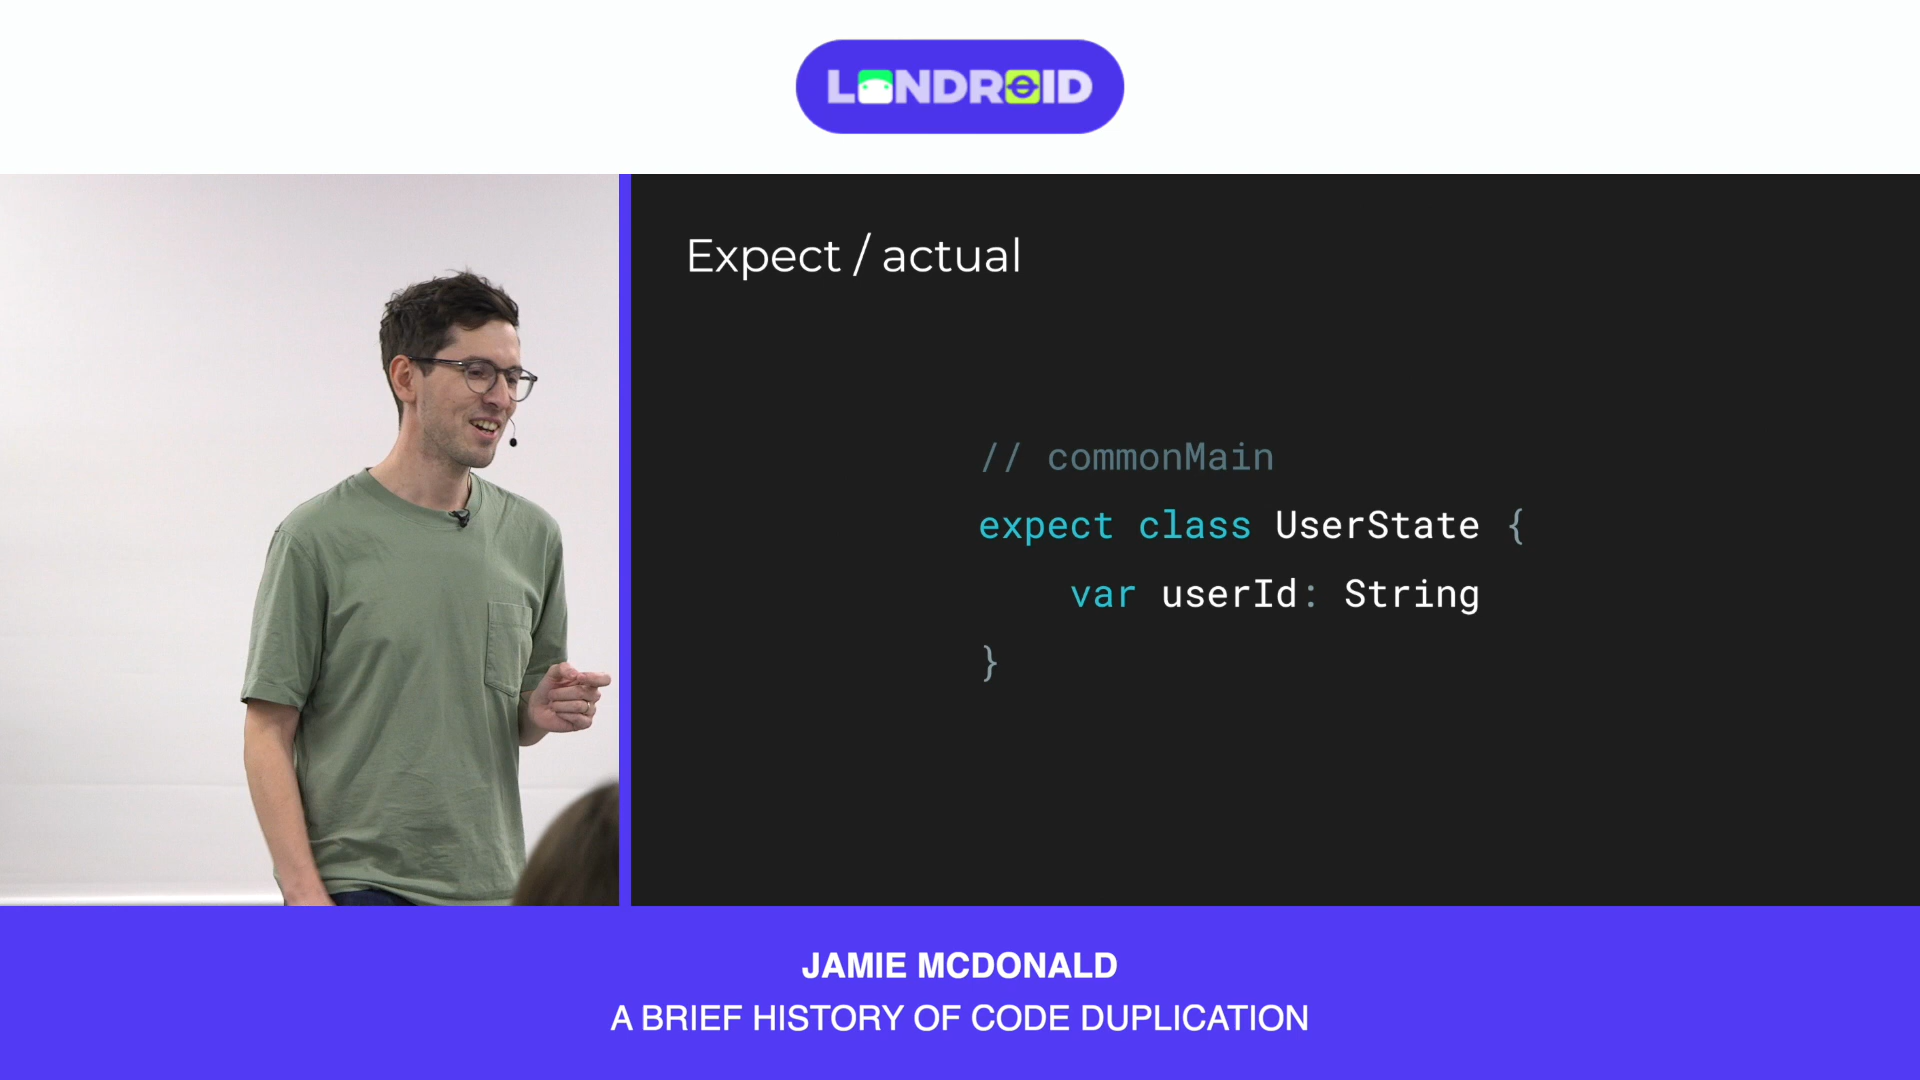 LONDROID
Expect / actual
// commonMain
expect class UserState {
var userId: String
}
JAMIE MCDONALD
A BRIEF HISTORY OF CODE DUPLICATION